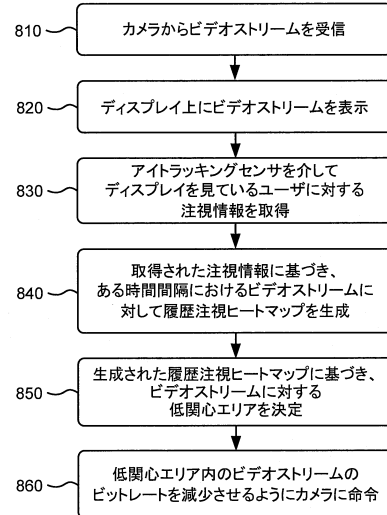 810
カメラからビデオストリームを受信
820
ディスプレイ上にビデオストリームを表示
830
アイトラッキングセンサを介して
ディスプレイを見ているユーザに対する
注視情報を取得
840
取得された注視情報に基づき、
ある時間間隔におけるビデオストリームに
対して履歴注視ヒートマップを生成
850
生成された履歴注視ヒートマップに基づき、
ビデオストリームに対する
低関心エリアを決定
860
低関心エリア内のビデオストリームの
ビットレートを減少させるようにカメラに命令